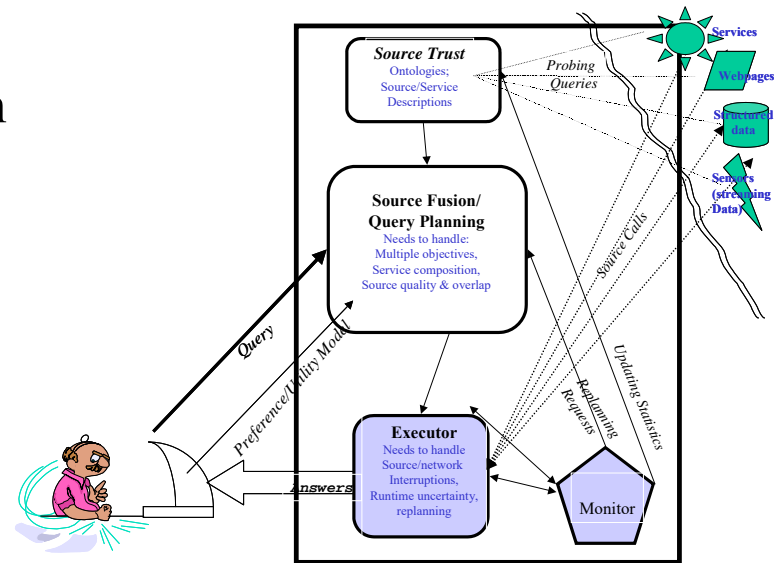 n
Source Trust
Ontologies;
Source/Service
Descriptions
Probing
Queries
Services
Webpages
Structured
data
Sensors
(streaming
Data)
Source Fusion/
Query Planning
Needs to handle:
Multiple objectives,
Service composition,
Source quality & overlap
Source Calls
Query
Preference/Utility Model
Replanning
Requests
Updating Statistics
Executor
Needs to handle
Source/network
Interruptions,
Runtime uncertainty,
replanning
Answers
Monitor